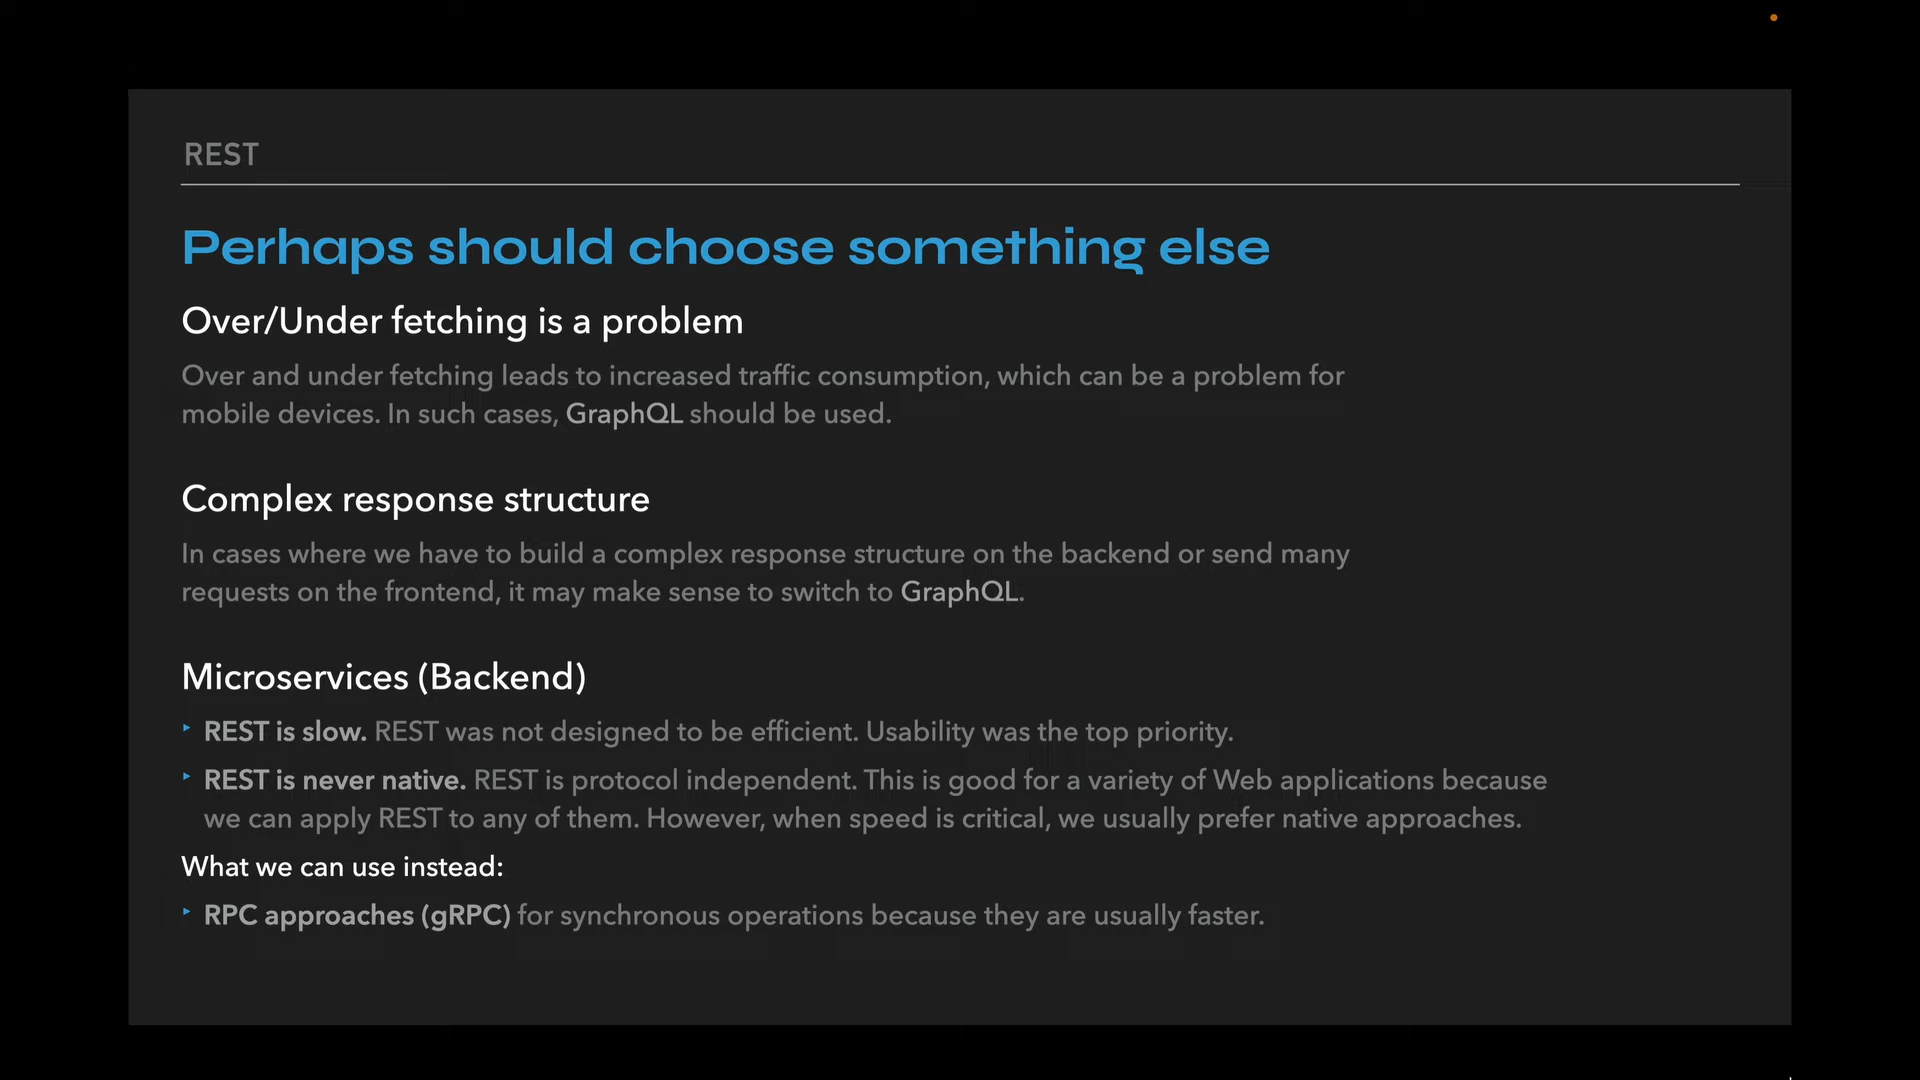 REST
Perhaps should choose something else
Over/Under fetching is a problem
Over and under fetching leads to increased traffic consumption, which can be a problem for
mobile devices. In such cases, GraphQL should be used.
Complex response structure
In cases where we have to build a complex response structure on the backend or send many
requests on the frontend, it may make sense to switch to GraphQL.
Microservices (Backend)
‣ REST is slow. REST was not designed to be efficient. Usability was the top priority.
‣ REST is never native. REST is protocol independent. This is good for a variety of Web applications because
we can apply REST to any of them. However, when speed is critical, we usually prefer native approaches.
What we can use instead:
‣ RPC approaches (gRPC) for synchronous operations because they are usually faster.